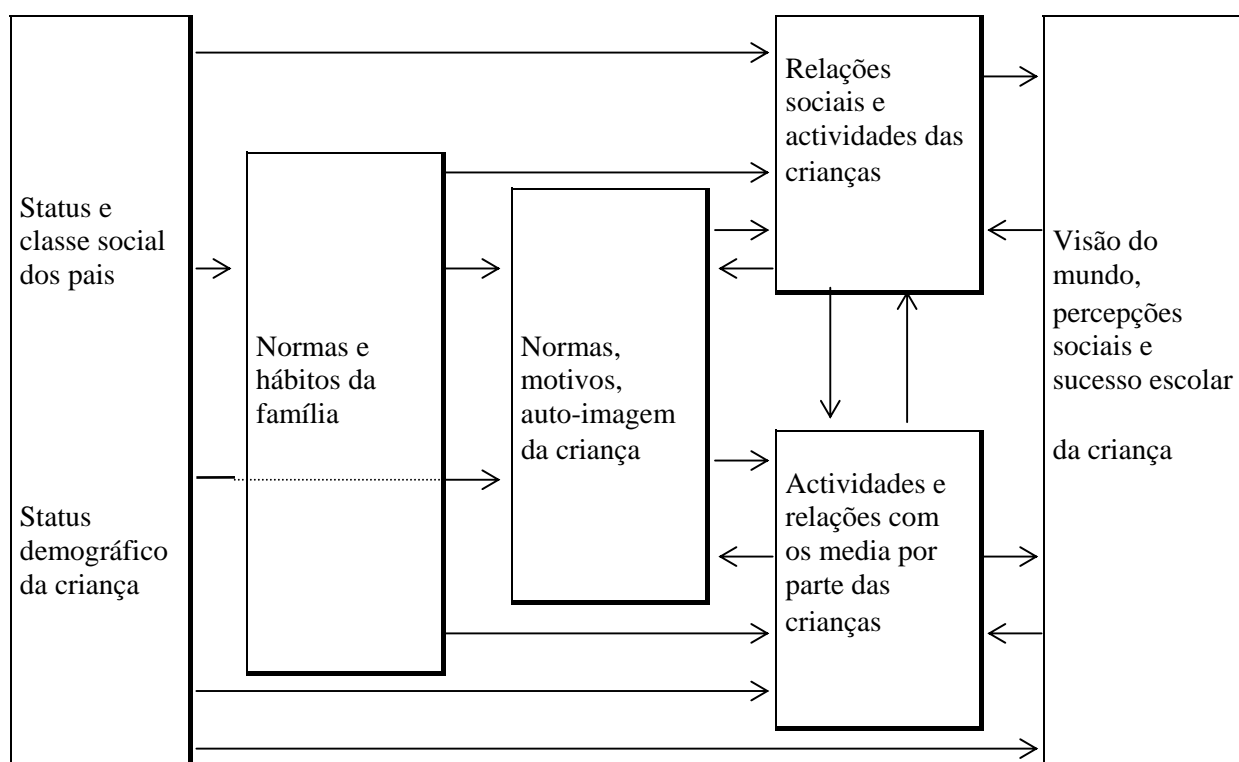 Status e
classe social
dos pais
Status
demográfico
da criança
Normas e
hábitos da
família
Normas,
motivos,
auto-imagem
da criança
Relações
sociais e
actividades das
crianças
Actividades e
relações com
os media por
parte das
crianças
Visão do
mundo,
percepções
sociais e
sucesso escolar
da criança